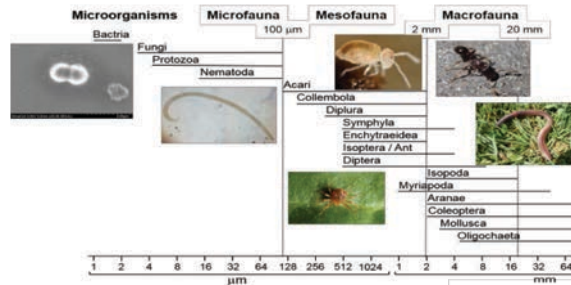 Microorganisms Microfauna Mesofauna Macrofauna
100 µm 2 mm 20 mm
Bactria
Fungi
Protozoa
Nematoda
Acari
Collembola
Diplura
Symphyla
Enchytraeidea
Isoptera / Ant
Diptera
Isopoda
Myriapoda
Aranae
Coleoptera
Mollusca
Oligochaeta
1 2 4 8 16 32 64 128 256 512 1024 1 2 4 8 16 32 64
µm mm